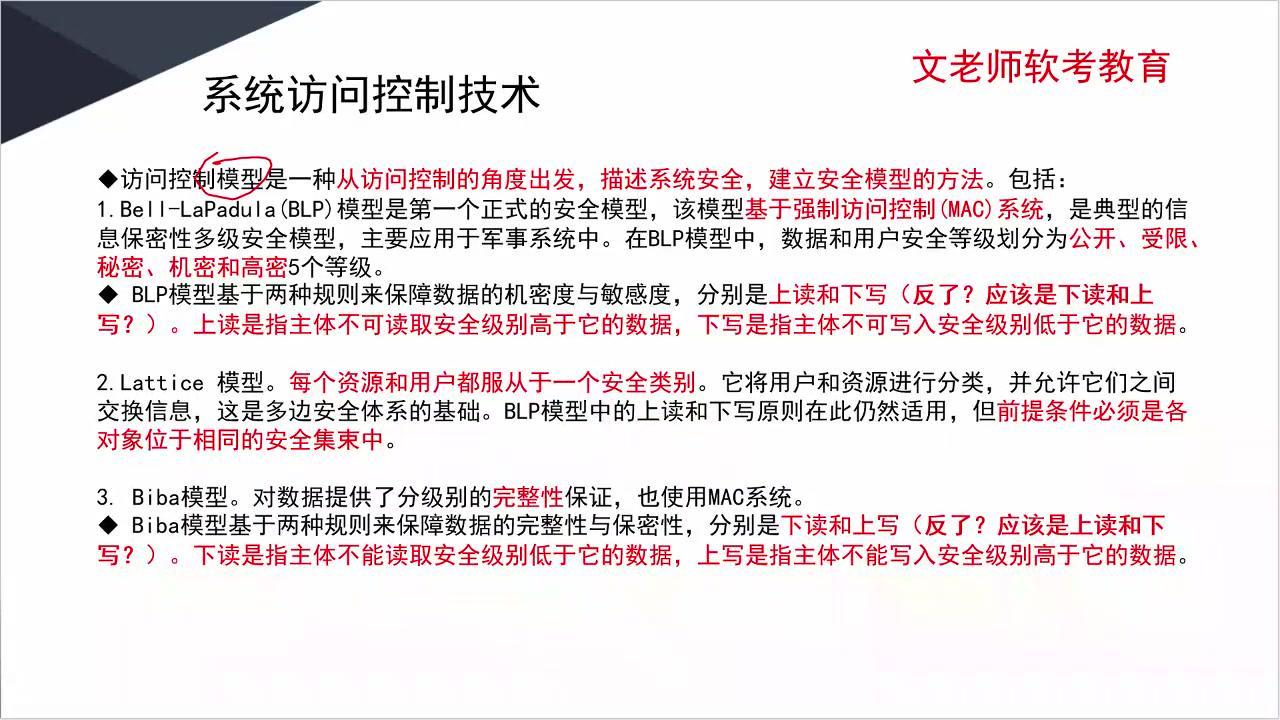 文老师软考教育
系统访问控制技术
◆访问控制模型是一种从访问控制的角度出发，描述系统安全，建立安全模型的方法。包括：
1.Bell-LaPadula(BLP)模型是第一个正式的安全模型，该模型基于强制访问控制(MAC)系统，是典型的信
息保密性多级安全模型，主要应用于军事系统中。在BLP模型中，数据和用户安全等级划分为公开、受限、
秘密、机密和高密5个等级。
◆ BLP模型基于两种规则来保障数据的机密度与敏感度，分别是上读和下写（反了？应该是下读和上
写？）。上读是指主体不可读取安全级别高于它的数据，下写是指主体不可写入安全级别低于它的数据。
2.Lattice 模型。每个资源和用户都服从于一个安全类别。它将用户和资源进行分类，并允许它们之间
交换信息，这是多边安全体系的基础。BLP模型中的上读和下写原则在此仍然适用，但前提条件必须是各
对象位于相同的安全集束中。
3. Biba模型。对数据提供了分级别的完整性保证，也使用MAC系统。
◆ Biba模型基于两种规则来保障数据的完整性与保密性，分别是下读和上写（反了？应该是上读和下
写？）。下读是指主体不能读取安全级别低于它的数据，上写是指主体不能写入安全级别高于它的数据。